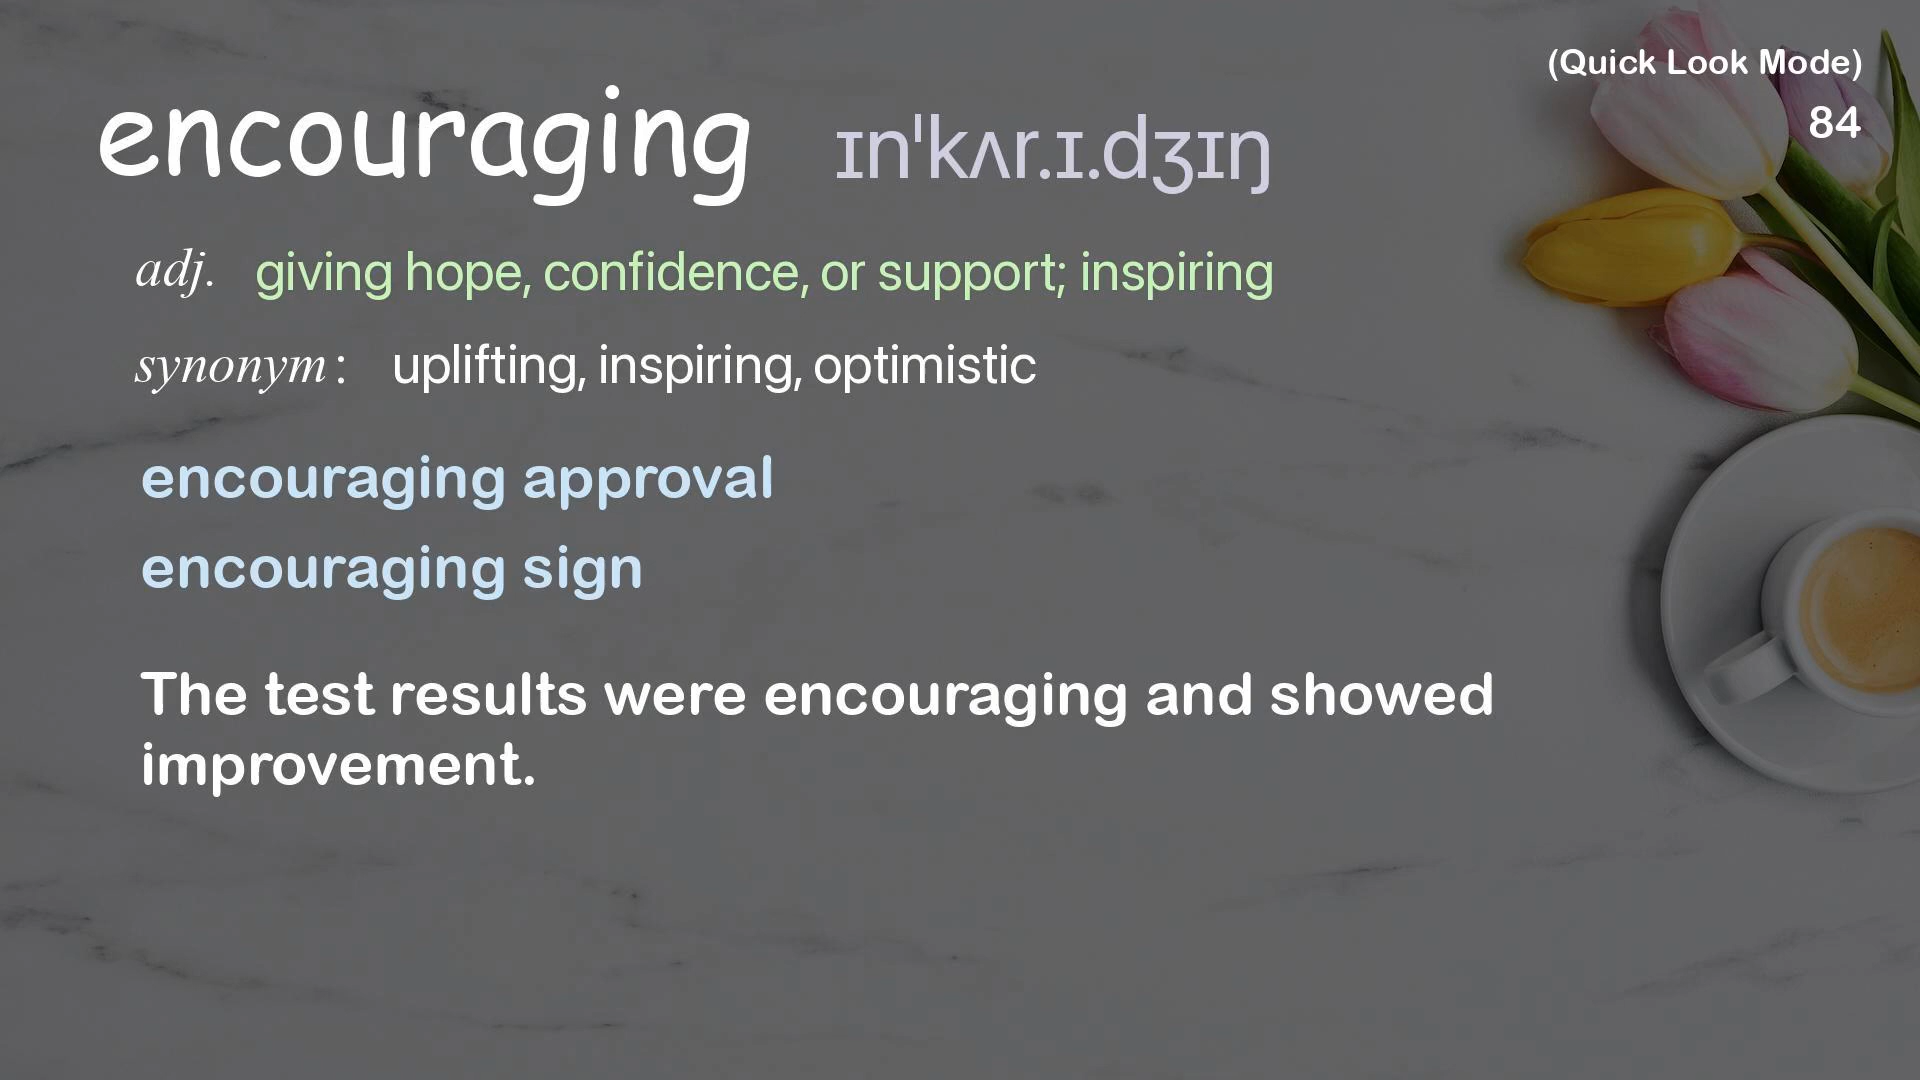 (Quick Look Mode)
84
encouraging ɪnˈkʌr.ɪ.dʒɪŋ
adj. giving hope, confidence, or support; inspiring
synonym: uplifting, inspiring, optimistic
encouraging approval
encouraging sign
The test results were encouraging and showed
improvement.